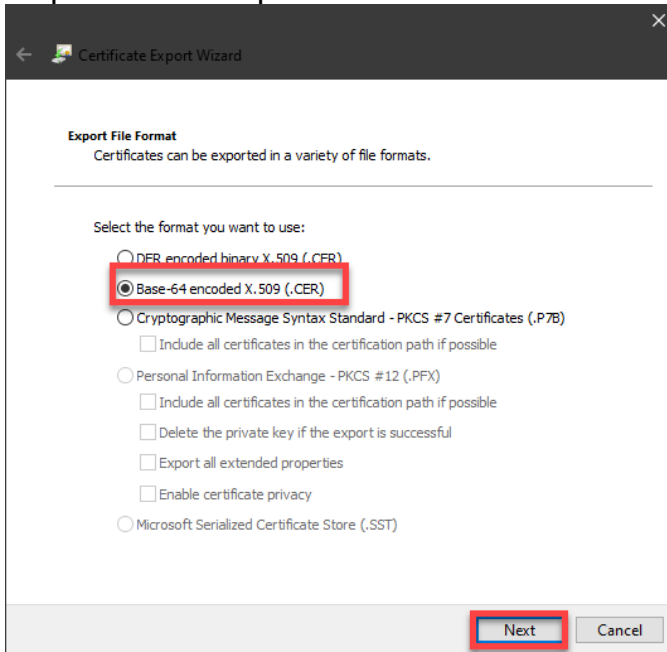 Certificate Export Wizard
Export File Format
Certificates can be exported in a variety of file formats.
Select the format you want to use:
DER encoded binary X.509 (.CER)
Base-64 encoded X.509 (.CER)
Cryptographic Message Syntax Standard - PKCS #7 Certificates (.P7B)
Include all certificates in the certification path if possible
Personal Information Exchange - PKCS #12 (.PFX)
Include all certificates in the certification path if possible
Delete the private key if the export is successful
Export all extended properties
Enable certificate privacy
Microsoft Serialized Certificate Store (.SST)
Next Cancel